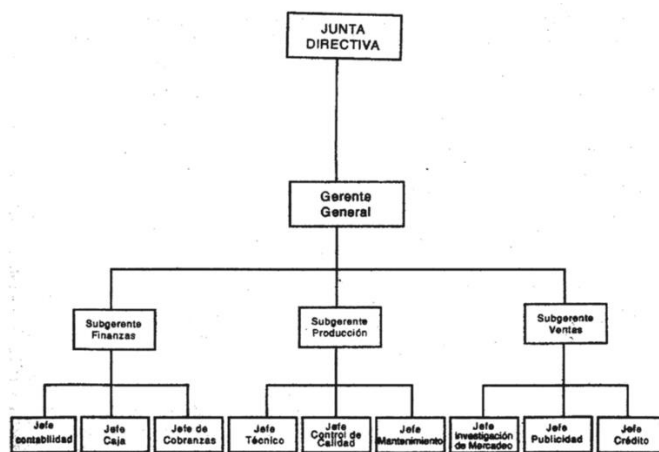 JUNTA
DIRECTIVA
Gerente
General
Subgerente
Finanzas
Subgerente
Producción
Subgerente
Ventas
Jefe
contabilidad
Jefe
Caja
Jefe de
Cobranzas
Jefe
Técnico
Jefe
Control de
Calidad
Jefe
Mantenimiento
Jefe
Investigación
de Mercadeo
Jefe
Publicidad
Jefe
Crédito